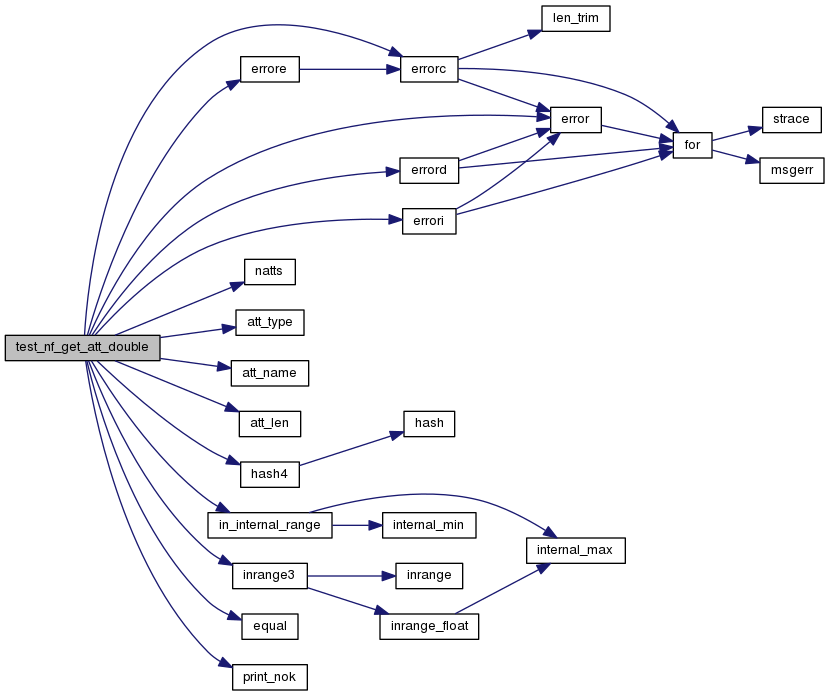 len_trim
errore
errorc
error
strace
for
msgerr
errord
errori
natts
att_type
test_nf_get_att_double
att_name
att_len
hash
hash4
in_internal_range
internal_min
internal_max
inrange3
inrange
equal
inrange_float
print_nok